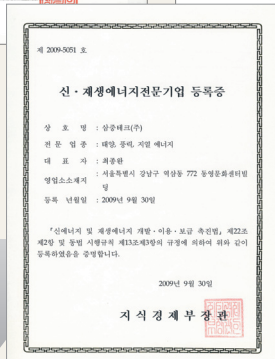 제 2009-5051 호
신 · 재생에너지전문기업 등록증
상 호 명 : 삼중테크(주)
전 문 업 종 : 태양, 풍력, 지열 에너지
대 표 자 : 최종완
영업소소재지 : 서울특별시 강남구 역삼동 772 동영문화센터빌
딩
등록 년월일 : 2009년 9월 30일
『신에너지 및 재생에너지 개발 · 이용 · 보급 촉진법』 제22조
제2항 및 동법 시행규칙 제13조제3항의 규정에 의하여 위와 같이
등록하였음을 증명합니다.
2009년 9월 30일
지 식 경 제 부 장 관